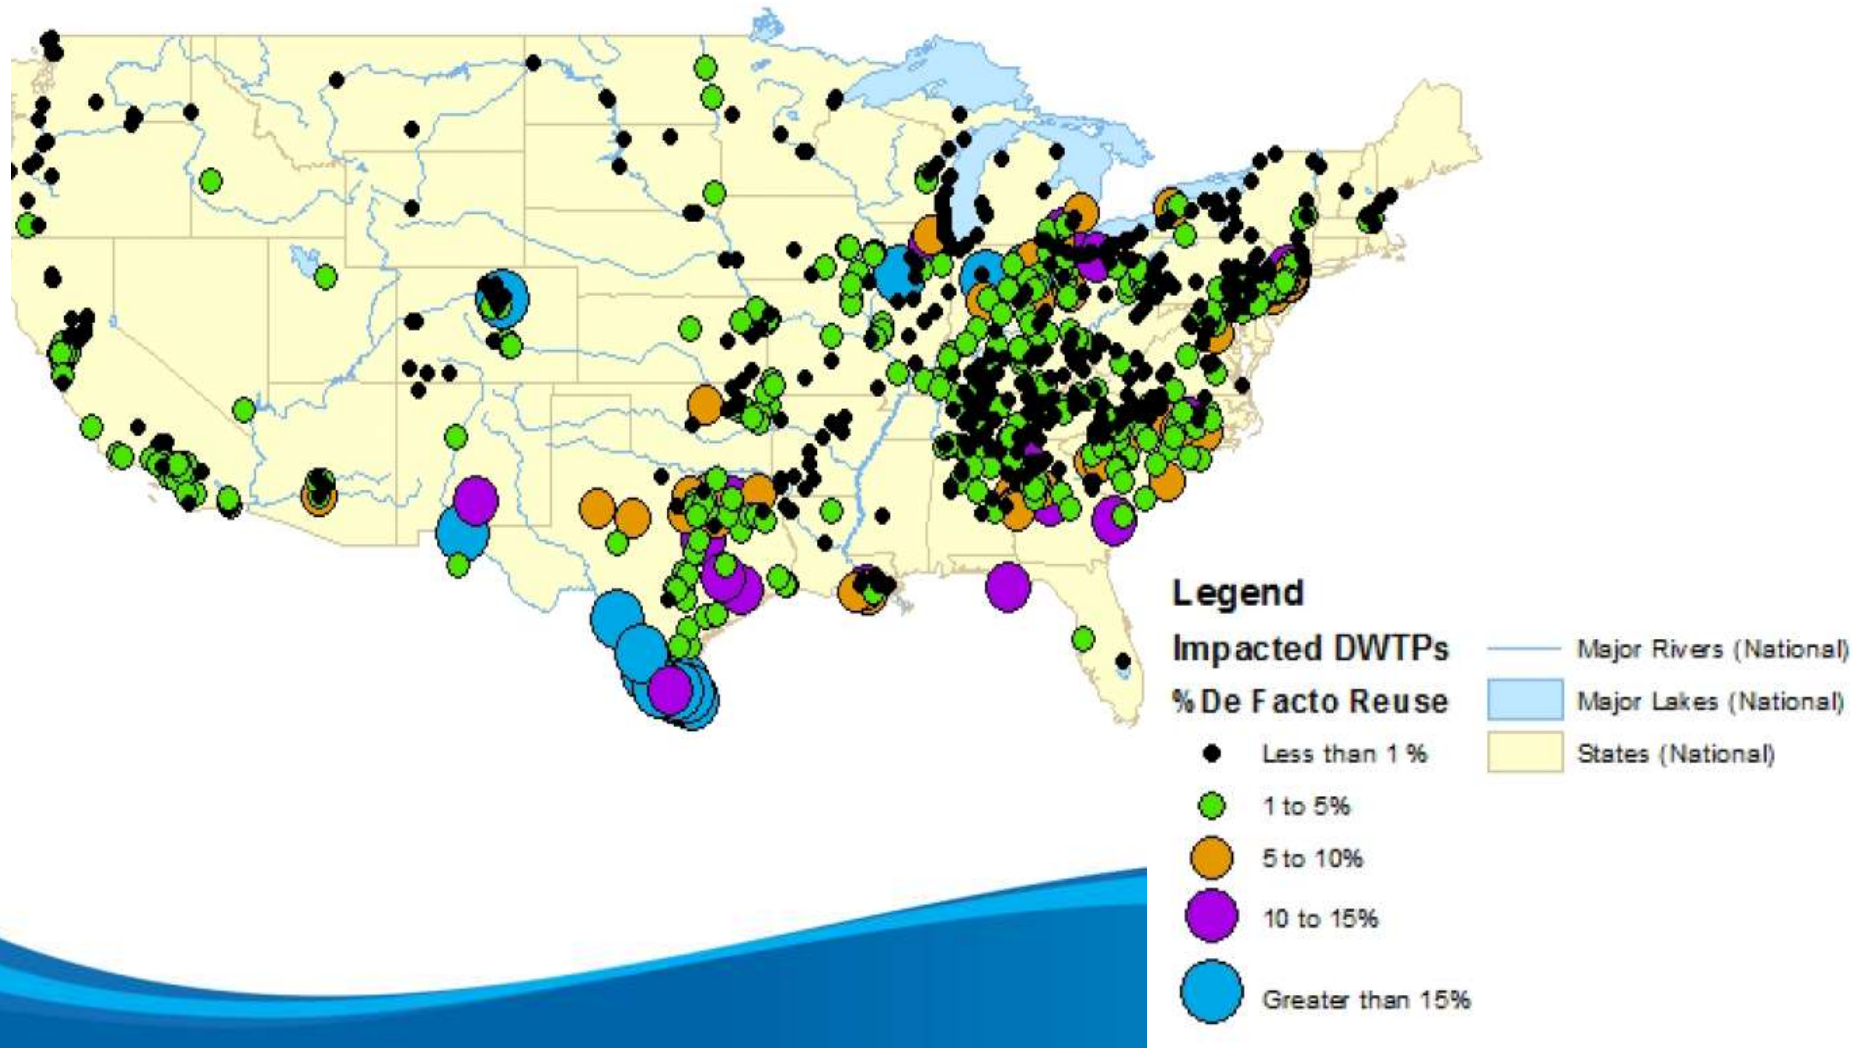 Legend
Impacted DWTPs
% De Facto Reuse
Less than 1 %
1 to 5%
5 to 10%
10 to 15%
Greater than 15%
Major Rivers (National)
Major Lakes (National)
States (National)